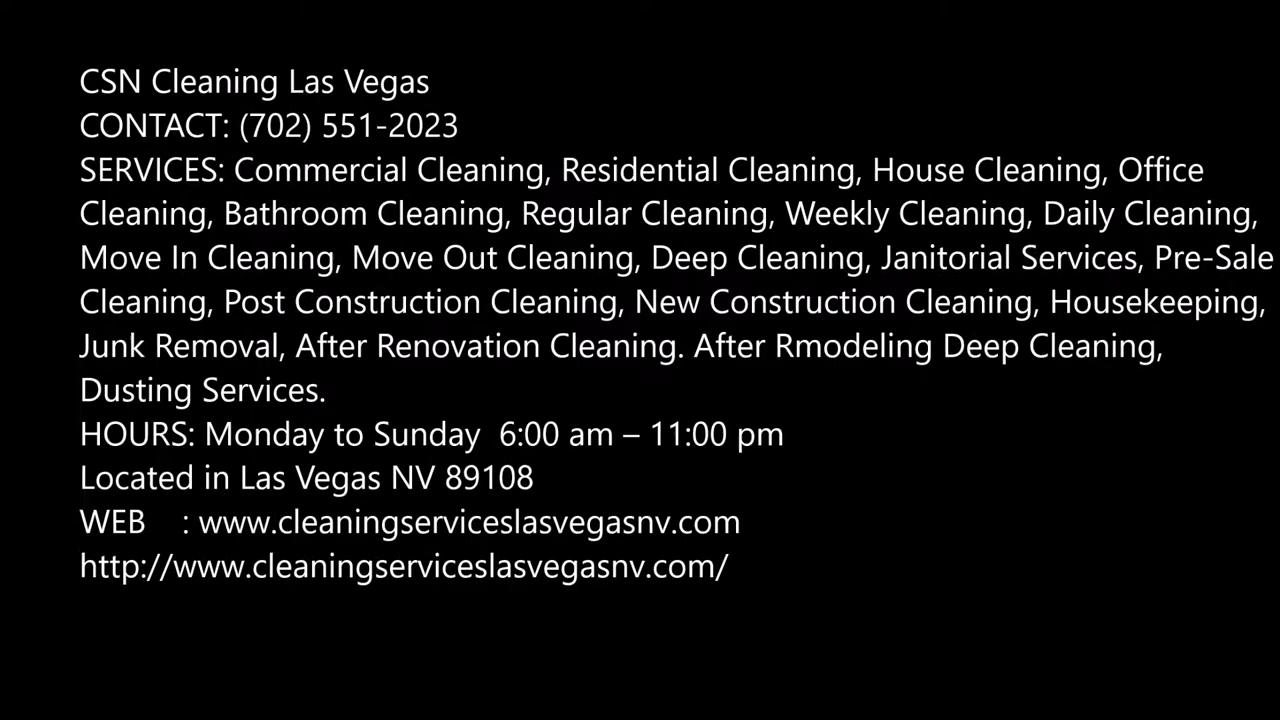 CSN Cleaning Las Vegas
CONTACT: (702) 551-2023
SERVICES: Commercial Cleaning, Residential Cleaning, House Cleaning, Office
Cleaning, Bathroom Cleaning, Regular Cleaning, Weekly Cleaning, Daily Cleaning,
Move In Cleaning, Move Out Cleaning, Deep Cleaning, Janitorial Services, Pre-Sale
Cleaning, Post Construction Cleaning, New Construction Cleaning, Housekeeping,
Junk Removal, After Renovation Cleaning. After Rmodeling Deep Cleaning,
Dusting Services.
HOURS: Monday to Sunday  6:00 am – 11:00 pm
Located in Las Vegas NV 89108
WEB    : www.cleaningserviceslasvegasnv.com
http://www.cleaningserviceslasvegasnv.com/